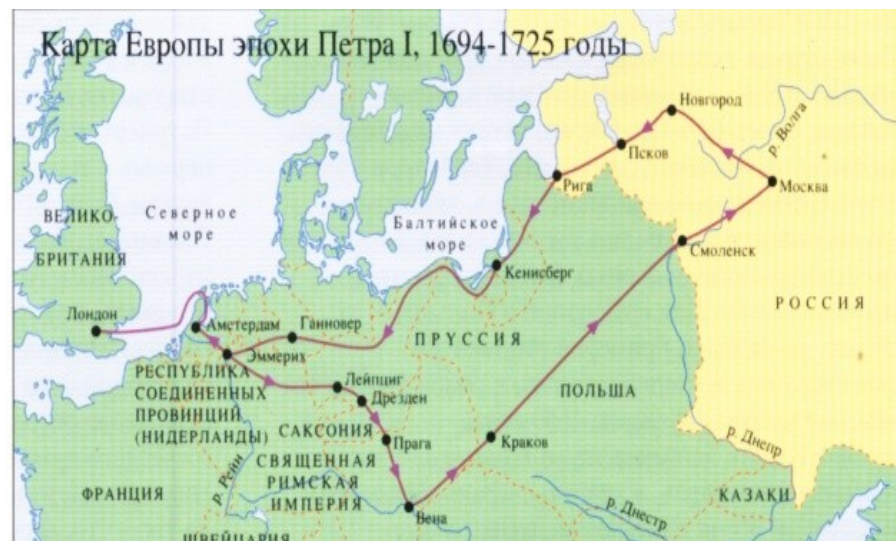 Карта Европы эпохи Петра I, 1694-1725 годы
Новгород
р. Волга
Псков
Рига
Москва
ВЕЛИКО-
БРИТАНИЯ
Северное
море
Балтийское
море
Смоленск
Кенисберг
Лондон
Аметердам
Ганновер
Эммерих
ПРУССИЯ
РОССИЯ
РЕСПУБЛИКА
СОЕДИНЕННЫХ
ПРОВИНЦИЙ
(НИДЕРЛАНДЫ)
Лейпциг
Дрезден
ПОЛЬША
САКСОНИЯ
Прага
Краков
р. Днепр
СВЯЩЕННАЯ
РИМСКАЯ
ИМПЕРИЯ
р. Рейн
ФРАНЦИЯ
Вена
р. Днестр
КАЗАКИ
ШВЕЙЦАРИЯ